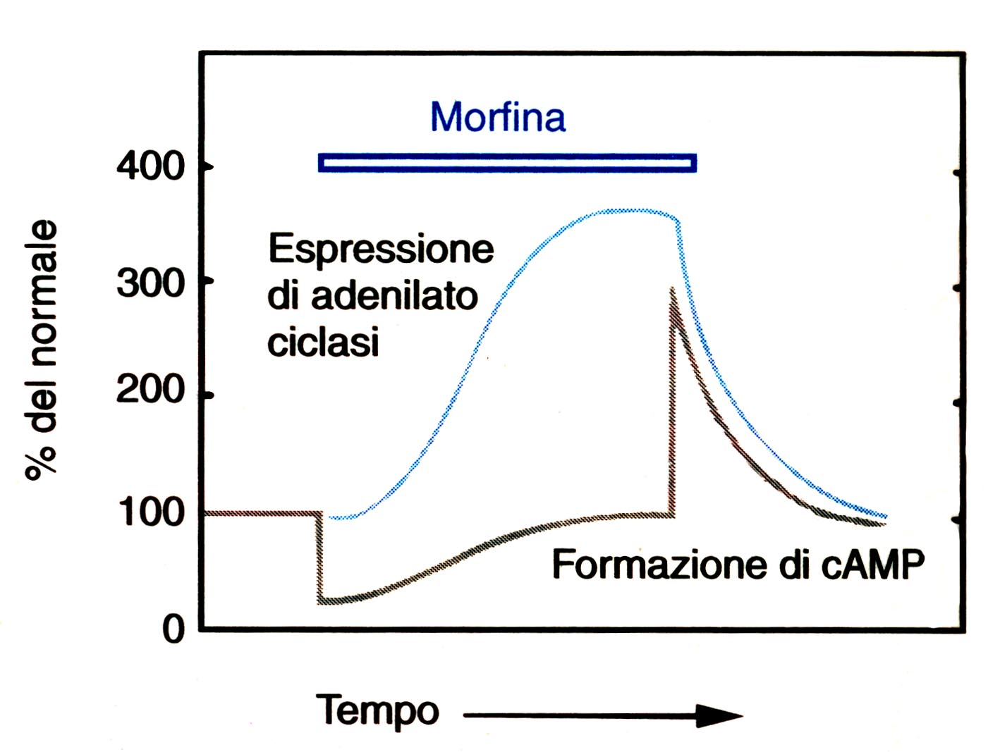 Morfina
400
Espressione
di adenilato
ciclasi
300
200
100
0
% del normale
Formazione di cAMP
Tempo